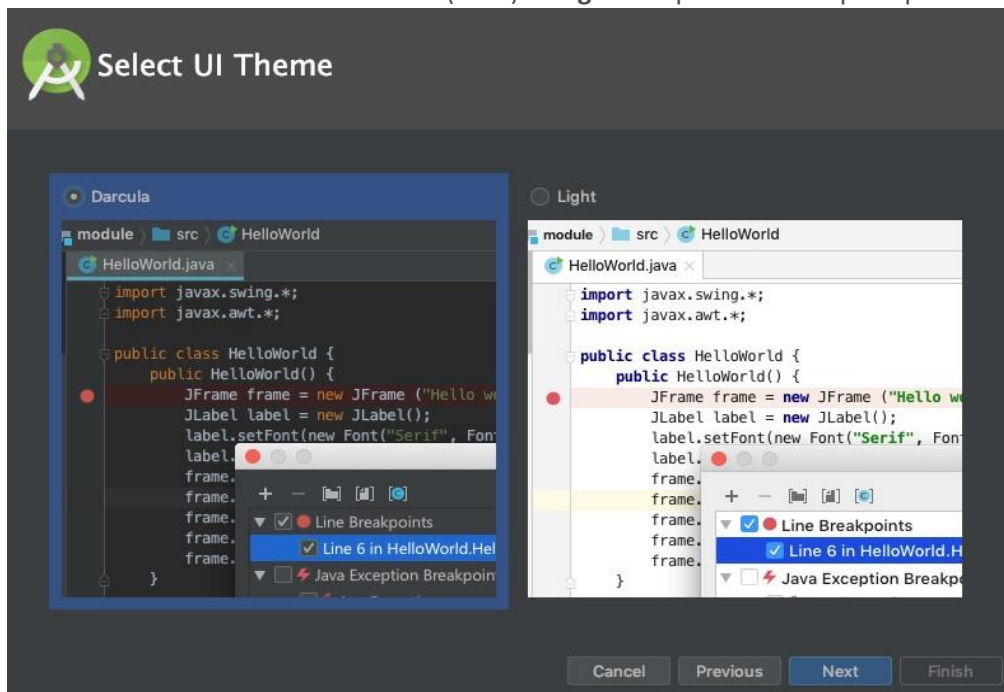 Select UI Theme
Darcula
module src HelloWorld
HelloWorld.java
import javax.swing.*;
import javax.awt.*;
public class HelloWorld {
public HelloWorld() {
JFrame frame = new JFrame ("Hello
JLabel label = new JLabel();
label.setFont(new Font("Serif",
label.
frame.
frame.
frame.
frame.
frame.
}
Line Breakpoints
Line 6 in HelloWorld.Hel
Java Exception Breakpoin
Light
module src HelloWorld
HelloWorld.java
import javax.swing.*;
import javax.awt.*;
public class HelloWorld {
public HelloWorld() {
JFrame frame = new JFrame ("Hello
JLabel label = new JLabel();
label.setFont(new Font("Serif",
label.
frame.
frame.
frame.
frame.
frame.
}
Line Breakpoints
Line 6 in HelloWorld.H
Java Exception Breakp
Cancel Previous Next Finish